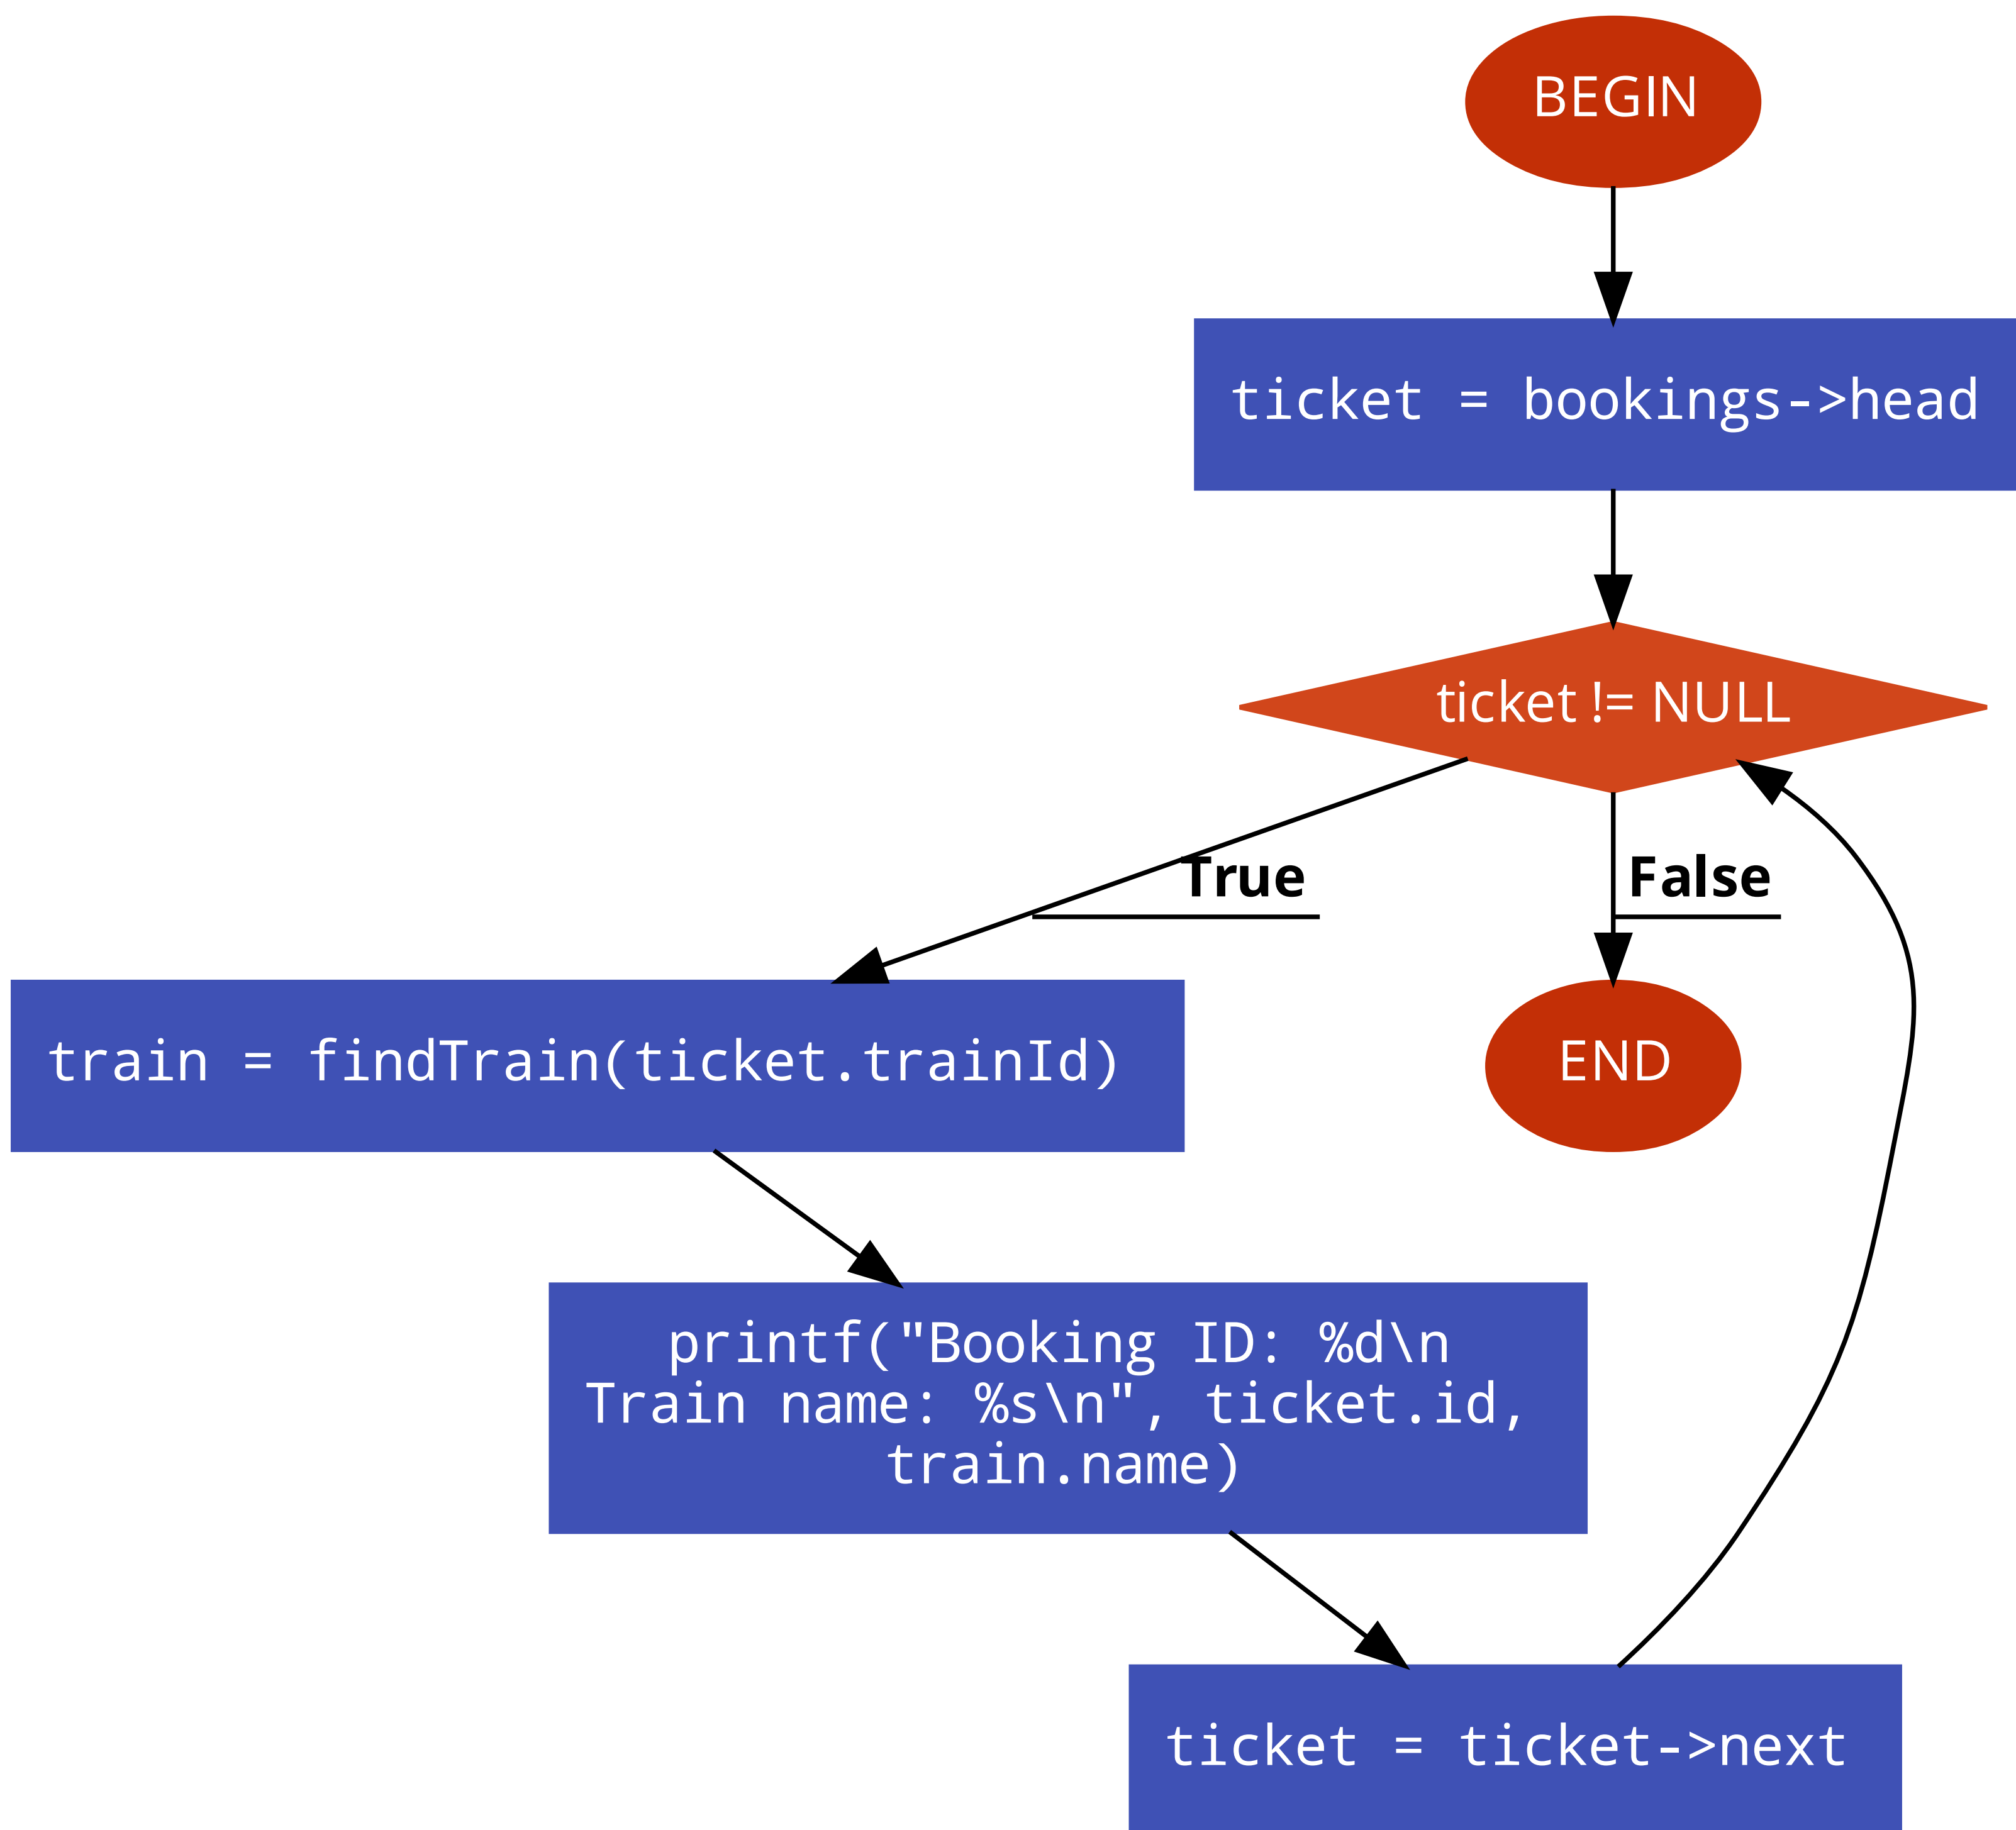 BEGIN
ticket = bookings->head
ticket != NULL
True
False
train = findTrain(ticket.trainId)
END
printf("Booking ID: %d\n
Train name: %s\n", ticket.id,
train.name)
ticket = ticket->next